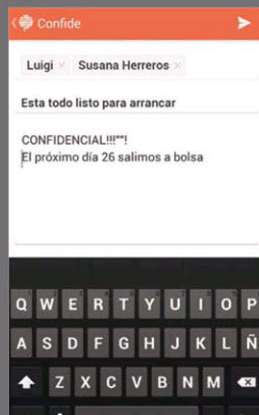 Confide
Luigi × Susana Herreros ×
Esta todo listo para arrancar
CONFIDENCIAL!!!""!
El próximo día 26 salimos a bolsa
Q W E R T Y U I O P
A S D F G H J K L Ñ
Z X C V B N M